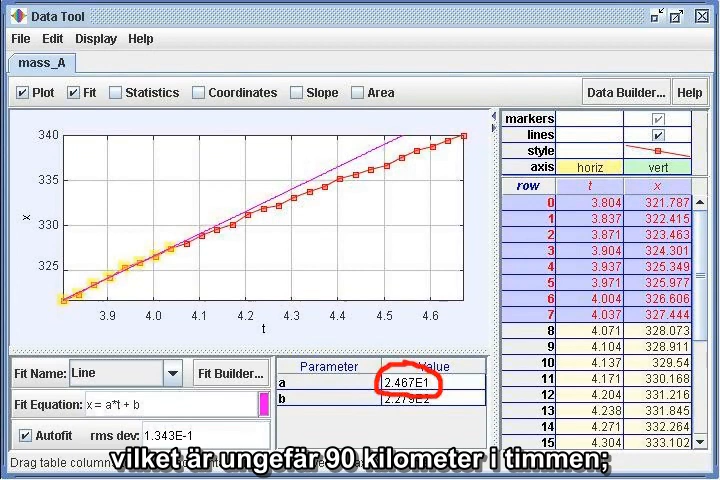 Data Tool
File Edit Display Help
mass_A
Plot Fit Statistics Coordinates Slope Area Data Builder... Help
340
335
330
325
x
3.9 4.0 4.1 4.2 4.3 4.4 4.5 4.6
t
markers
lines
style
axis horiz vert
row t x
0 3.804 321.787
1 3.837 322.415
2 3.871 323.463
3 3.904 324.301
4 3.937 325.349
5 3.971 325.977
6 4.004 326.606
7 4.037 327.444
8 4.071 328.073
9 4.104 328.911
10 4.137 329.54
11 4.171 330.168
12 4.204 331.216
13 4.238 331.845
14 4.271 332.264
15 4.304 333.102
Fit Name: Line Fit Builder...
Fit Equation: x = a*t + b
Autofit rms dev: 1.343E-1
Parameter Value
a 2.467E1
b 2.279E2
Drag table column
vilket är ungefär 90 kilometer i timmen;